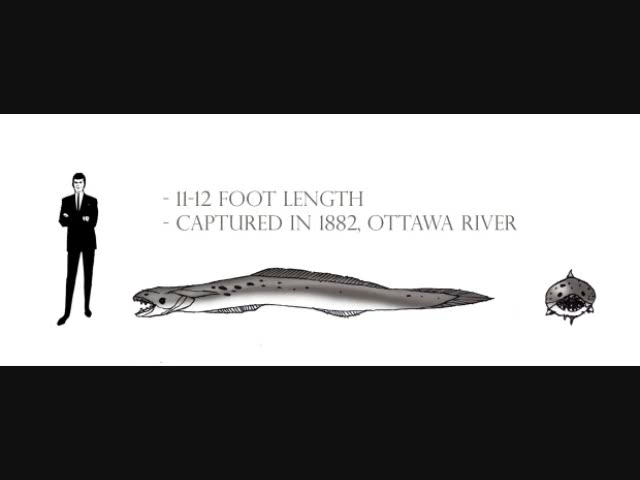 - 11-12 FOOT LENGTH
- CAPTURED IN 1882, OTTAWA RIVER